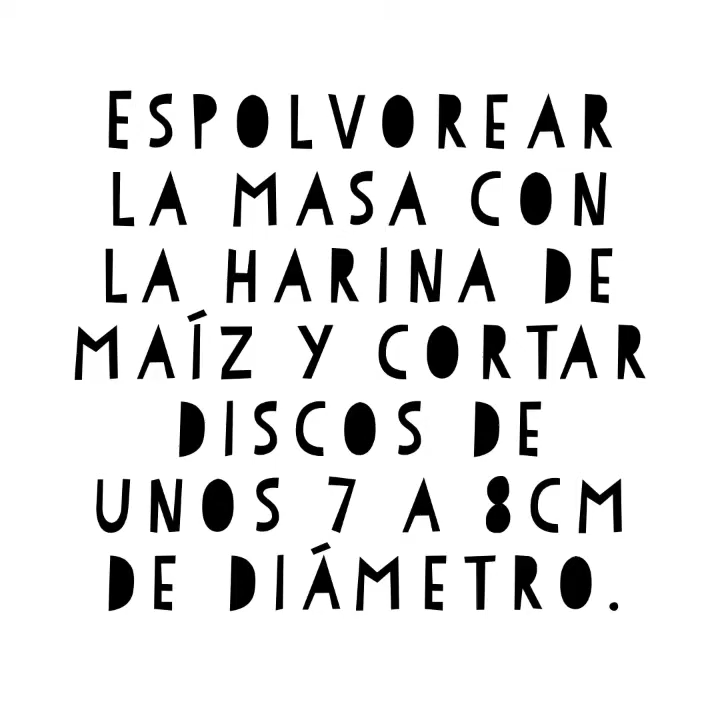 ESPOLVOREAR
LA MASA CON
LA HARINA DE
MAÍZ Y CORTAR
DISCOS DE
UNOS 7 A 8CM
DE DIÁMETRO.